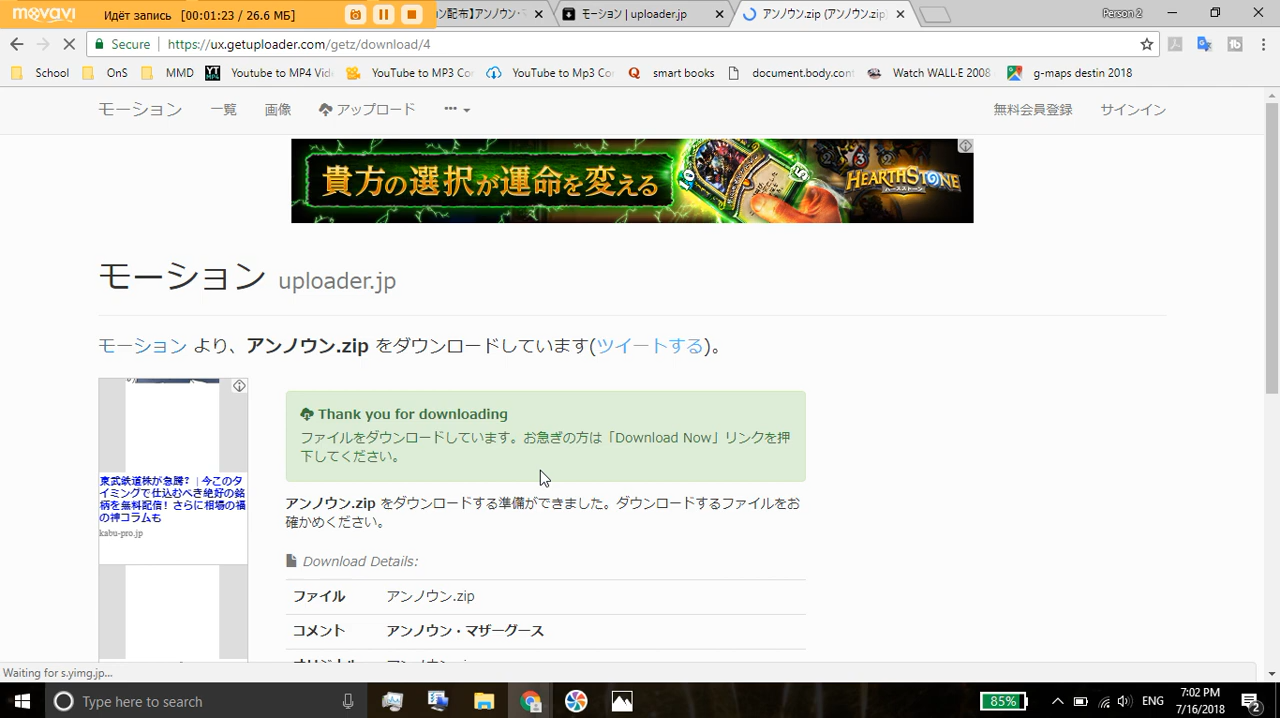 movavi Идёт запись [00:01:23 / 26.6 МБ]
ン配布】アンノウン・
モーション | uploader.jp
アンノウン.zip (アンノウン.zip)
Person 2
Secure https://ux.getuploader.com/getz/download/4
School OnS MMD Youtube to MP4 Vid YouTube to MP3 Co YouTube to Mp3 Co smart books document.body.cont Watch WALL·E 2008 g-maps destin 2018
モーション 一覧 画像 アップロード ••• 無料会員登録 サインイン
貴方の選択が運命を変える
HEARTHSTONE
ハースストーン
モーション uploader.jp
モーション より、アンノウン.zip をダウンロードしています(ツイートする)。
東武鉄道株が急騰? | 今このタ
イミングで仕込むべき絶好の銘
柄を無料配信! さらに相場の福
の神コラムも
kabu-pro.jp
Thank you for downloading
ファイルをダウンロードしています。お急ぎの方は「Download Now」リンクを押
下してください。
アンノウン.zip をダウンロードする準備ができました。ダウンロードするファイルをお
確かめください。
Download Details:
ファイル アンノウン.zip
コメント アンノウン・マザーグース
Waiting for s.yimg.jp...
Type here to search
85%
ENG
7:02 PM
7/16/2018
2